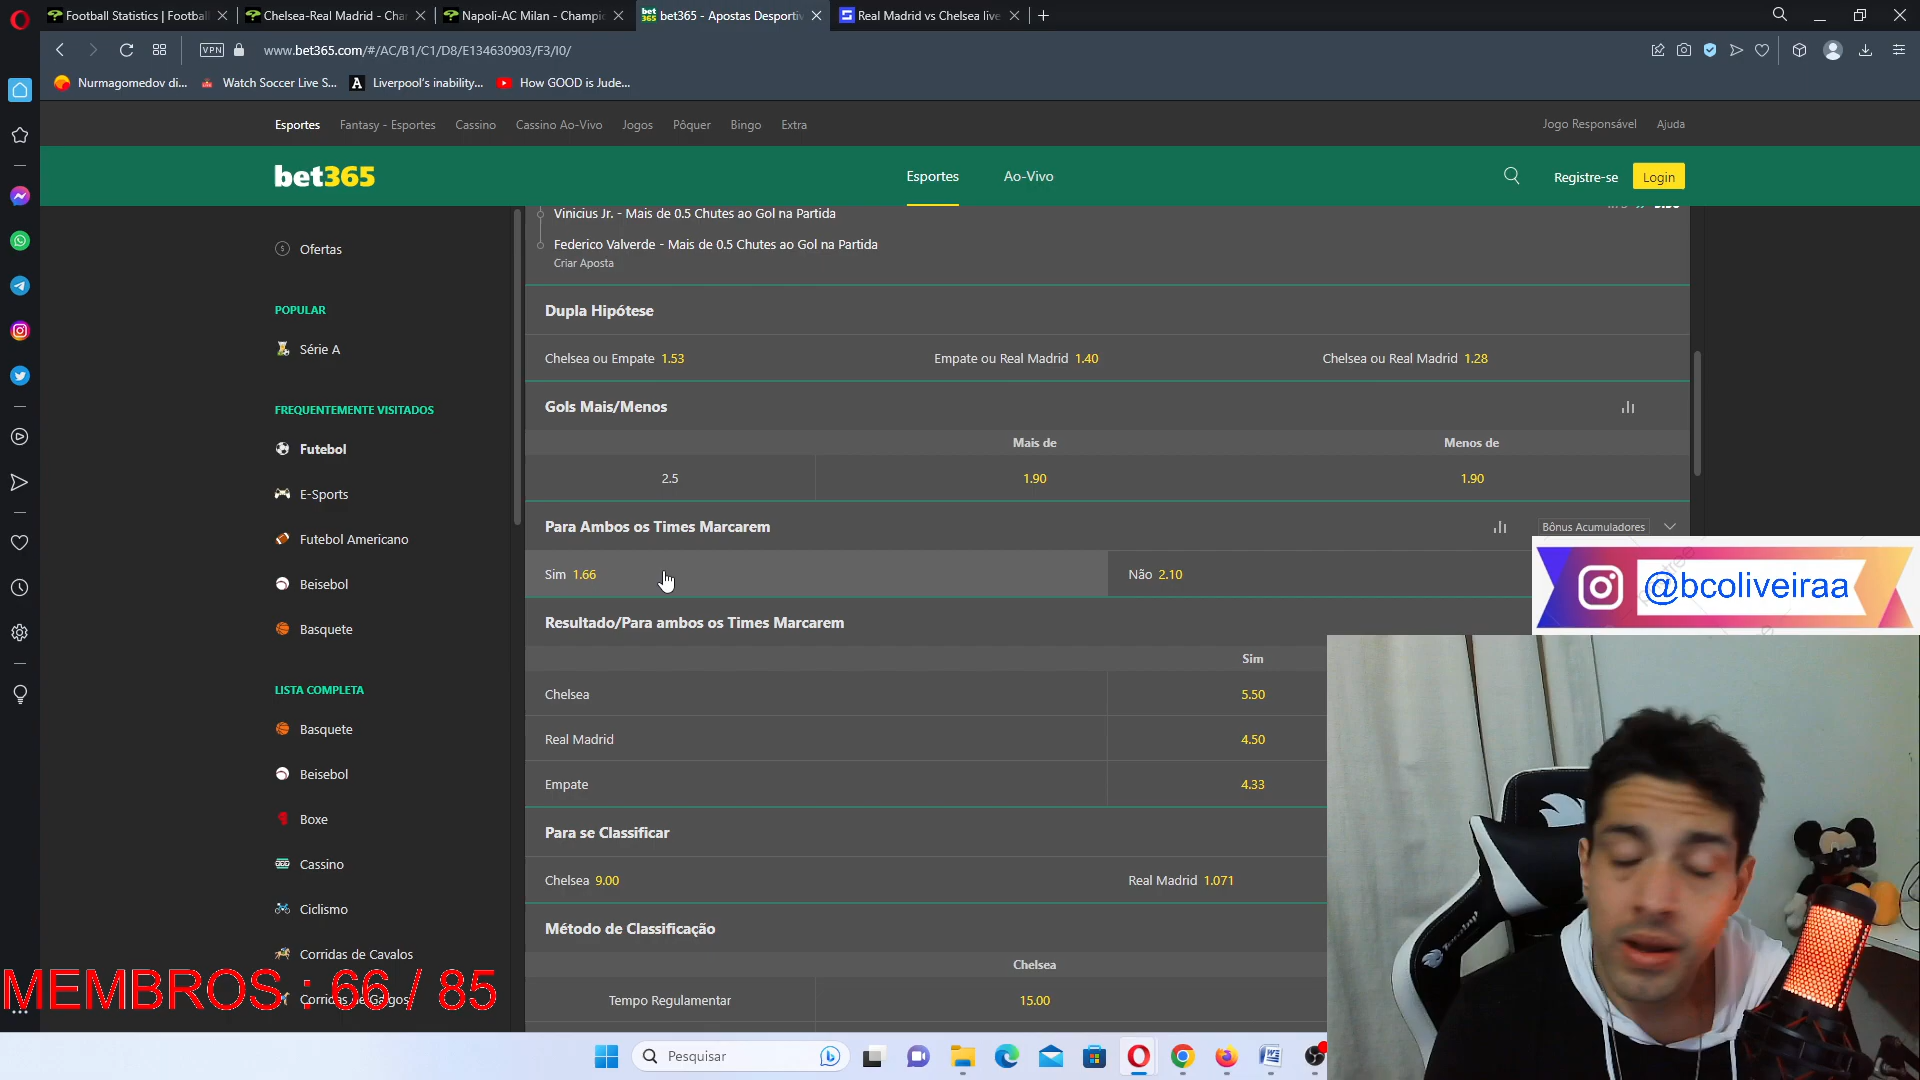 Football Statistics | Football
Chelsea-Real Madrid - Cha
Napoli-AC Milan - Champi
bet365 - Apostas Desporti
Real Madrid vs Chelsea live
VPN
www.bet365.com/#/AC/B1/C1/D8/E134630903/F3/I0/
Nurmagomedov di...
Watch Soccer Live S...
Liverpool's inability...
How GOOD is Jude...
Esportes
Fantasy - Esportes
Cassino
Cassino Ao-Vivo
Jogos
Pôquer
Bingo
Extra
Jogo Responsável
Ajuda
bet365
Esportes
Ao-Vivo
Registre-se
Login
Ofertas
POPULAR
Série A
FREQUENTEMENTE VISITADOS
Futebol
E-Sports
Futebol Americano
Beisebol
Basquete
LISTA COMPLETA
Basquete
Beisebol
Boxe
Cassino
Ciclismo
Corridas de Cavalos
Corridas de Galgos
MEMBROS : 66 / 85
Vinicius Jr. - Mais de 0.5 Chutes ao Gol na Partida
Federico Valverde - Mais de 0.5 Chutes ao Gol na Partida
Criar Aposta
Dupla Hipótese
Chelsea ou Empate 1.53
Empate ou Real Madrid 1.40
Chelsea ou Real Madrid 1.28
Gols Mais/Menos
Mais de
Menos de
2.5
1.90
1.90
Para Ambos os Times Marcarem
Bônus Acumuladores
Sim 1.66
Não 2.10
@bcoliveiraa
Resultado/Para ambos os Times Marcarem
Sim
Chelsea
5.50
Real Madrid
4.50
Empate
4.33
Para se Classificar
Chelsea 9.00
Real Madrid 1.071
Método de Classificação
Chelsea
Tempo Regulamentar
15.00
Pesquisar